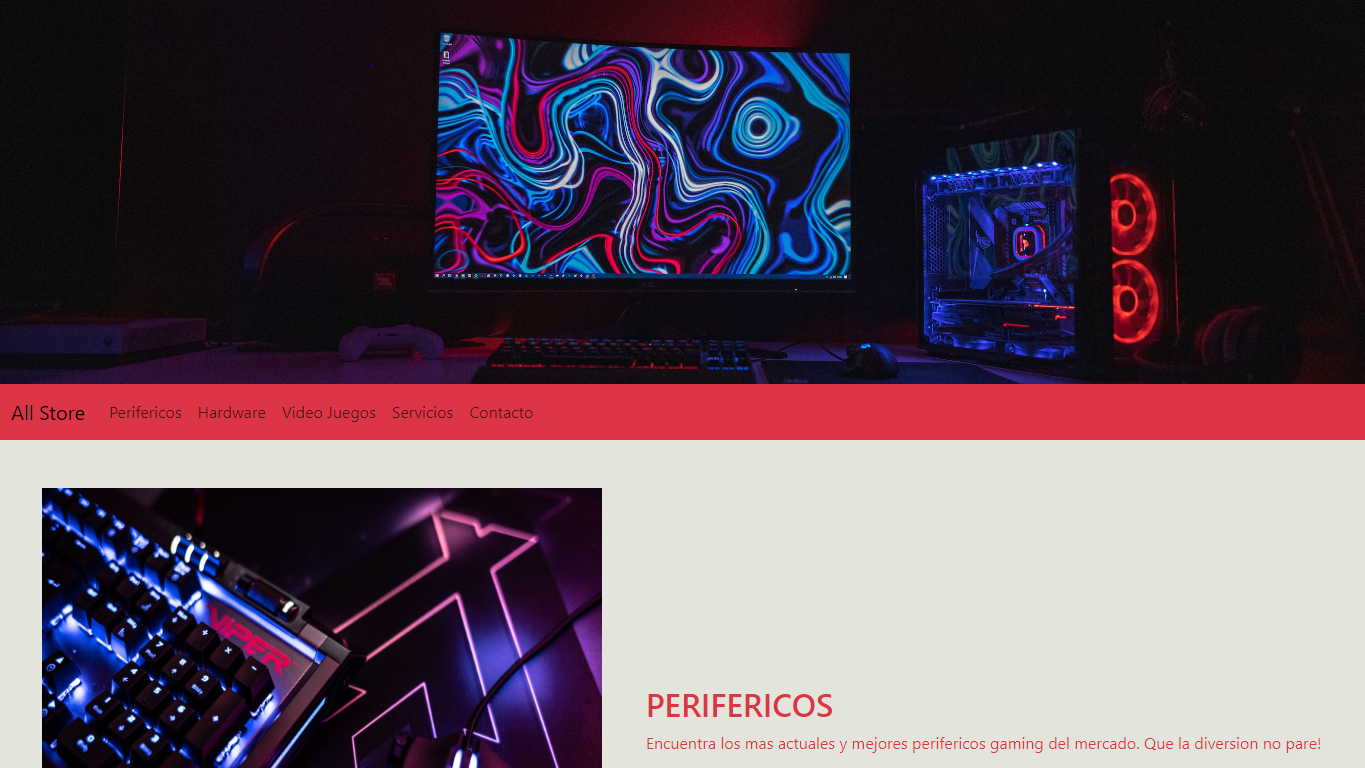 JBL
All Store Perifericos Hardware Video Juegos Servicios Contacto
VIPER
PERIFERICOS
Encuentra los mas actuales y mejores perifericos gaming del mercado. Que la diversion no pare!